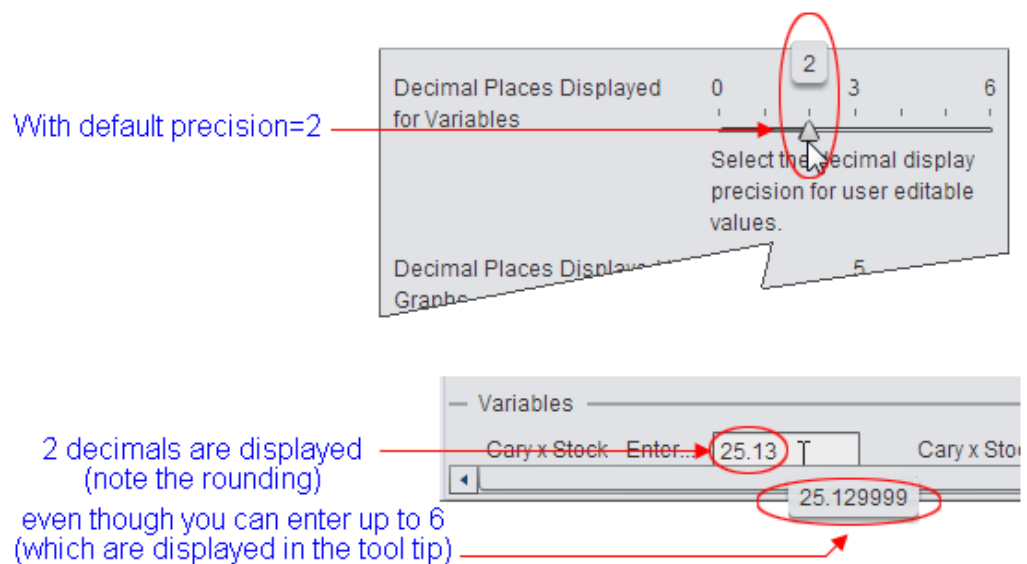 2
Decimal Places Displayed
for Variables
0 3 6
With default precision=2
Select the decimal display
precision for user editable
values.
Decimal Places Displayed
Graphs
5
Variables
Cary x Stock Enter... 25.13 Cary x Sto
2 decimals are displayed
(note the rounding)
25.129999
even though you can enter up to 6
(which are displayed in the tool tip)